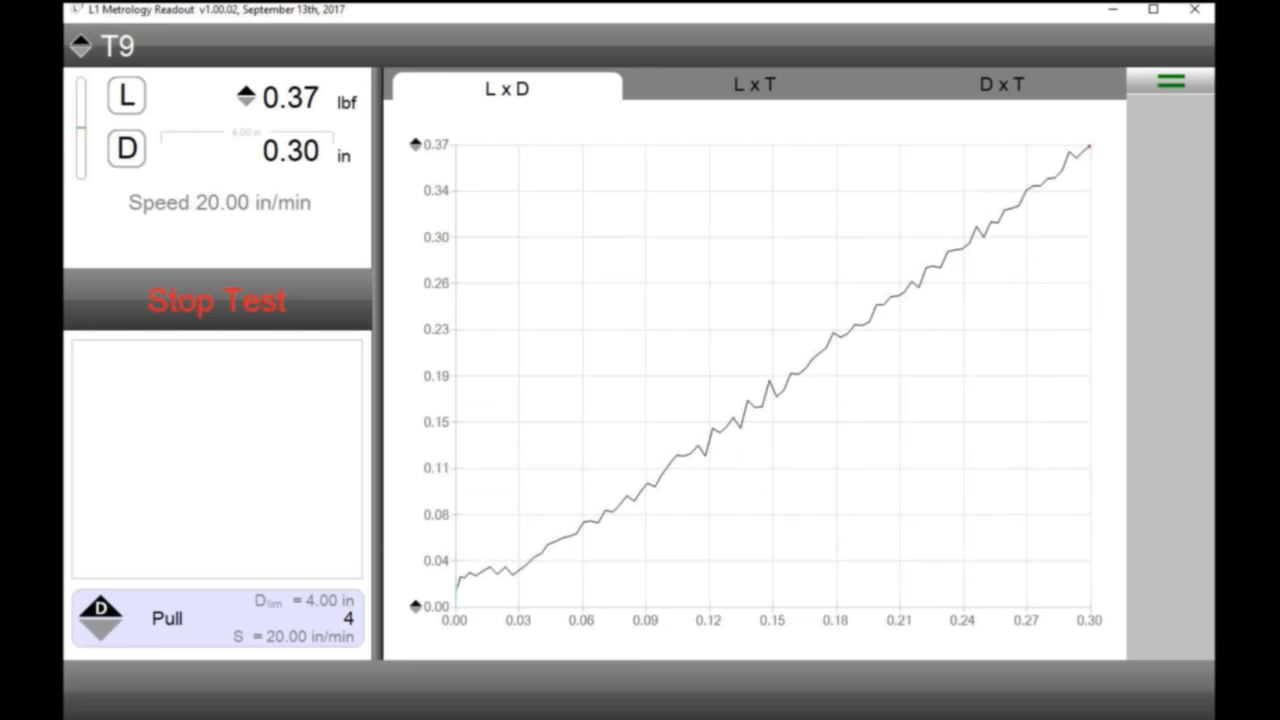 L1 Metrology Readout v1.00.02, September 13th, 2017
T9
L 0.37 lbf
4.00 in
D 0.30 in
Speed 20.00 in/min
Stop Test
D
Pull
Dlim = 4.00 in
4
S = 20.00 in/min
L x D L x T D x T
0.37
0.34
0.30
0.26
0.23
0.19
0.15
0.11
0.08
0.04
0.00
0.00 0.03 0.06 0.09 0.12 0.15 0.18 0.21 0.24 0.27 0.30